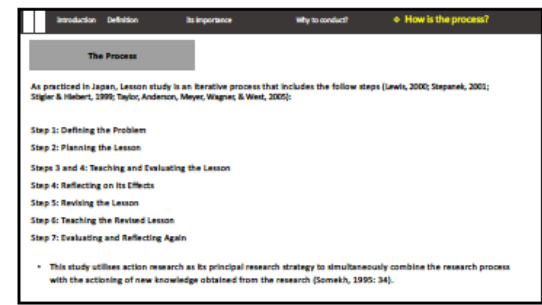 Introduction Definition Its importance Why to conduct? ❖ How is the process?
The Process
As practiced in Japan, Lesson study is an iterative process that includes the follow steps (Lewis, 2000; Stepanek, 2001;
Stigler & Hiebert, 1999; Taylor, Anderson, Meyer, Wagner, & West, 2005):
Step 1: Defining the Problem
Step 2: Planning the Lesson
Steps 3 and 4: Teaching and Evaluating the Lesson
Step 4: Reflecting on Its Effects
Step 5: Revising the Lesson
Step 6: Teaching the Revised Lesson
Step 7: Evaluating and Reflecting Again
• This study utilises action research as its principal research strategy to simultaneously combine the research process
with the actioning of new knowledge obtained from the research (Somekh, 1995: 34).